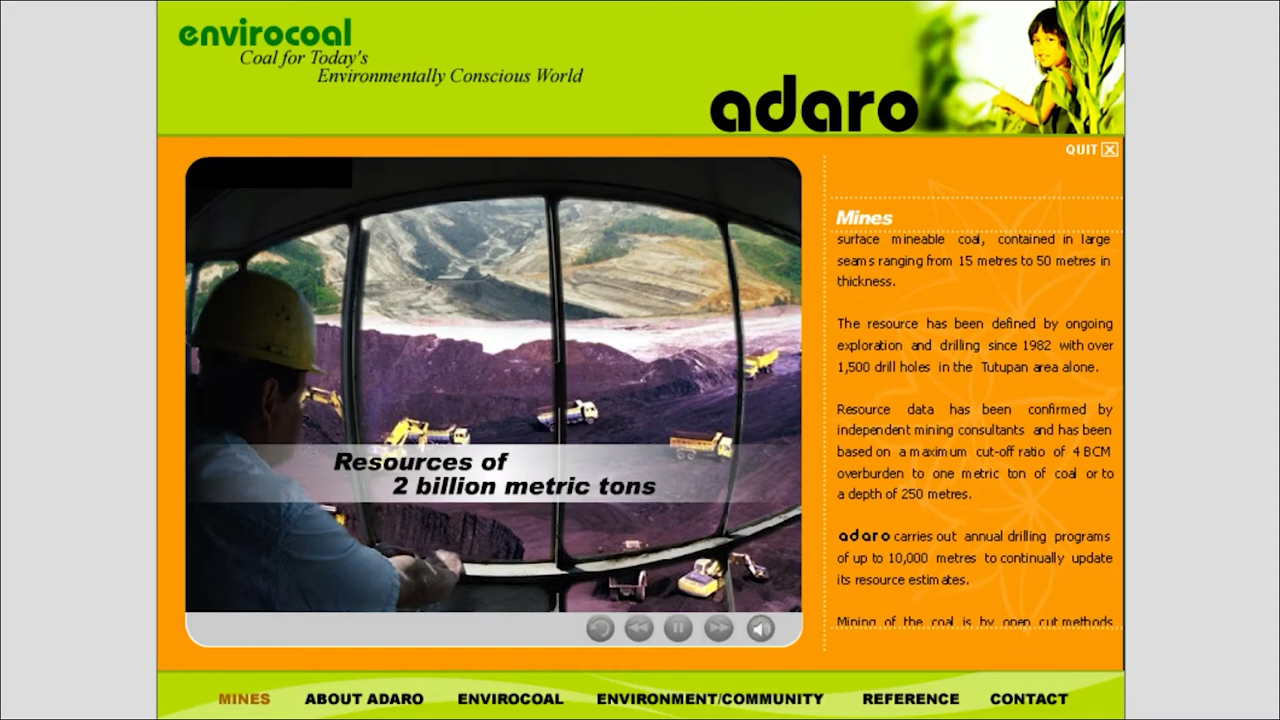 envirocoal
Coal for Today's
Environmentally Conscious World
adaro
QUIT X
Mines
surface mineable coal, contained in large
seams ranging from 15 metres to 50 metres in
thickness.
The resource has been defined by ongoing
exploration and drilling since 1982 with over
1,500 drill holes in the Tutupan area alone.
Resource data has been confirmed by
independent mining consultants and has been
based on a maximum cut-off ratio of 4 BCM
overburden to one metric ton of coal or to
a depth of 250 metres.
adaro carries out annual drilling programs
of up to 10,000 metres to continually update
its resource estimates.
Mining of the coal is by open cut methods
Resources of
2 billion metric tons
MINES ABOUT ADARO ENVIROCOAL ENVIRONMENT/COMMUNITY REFERENCE CONTACT